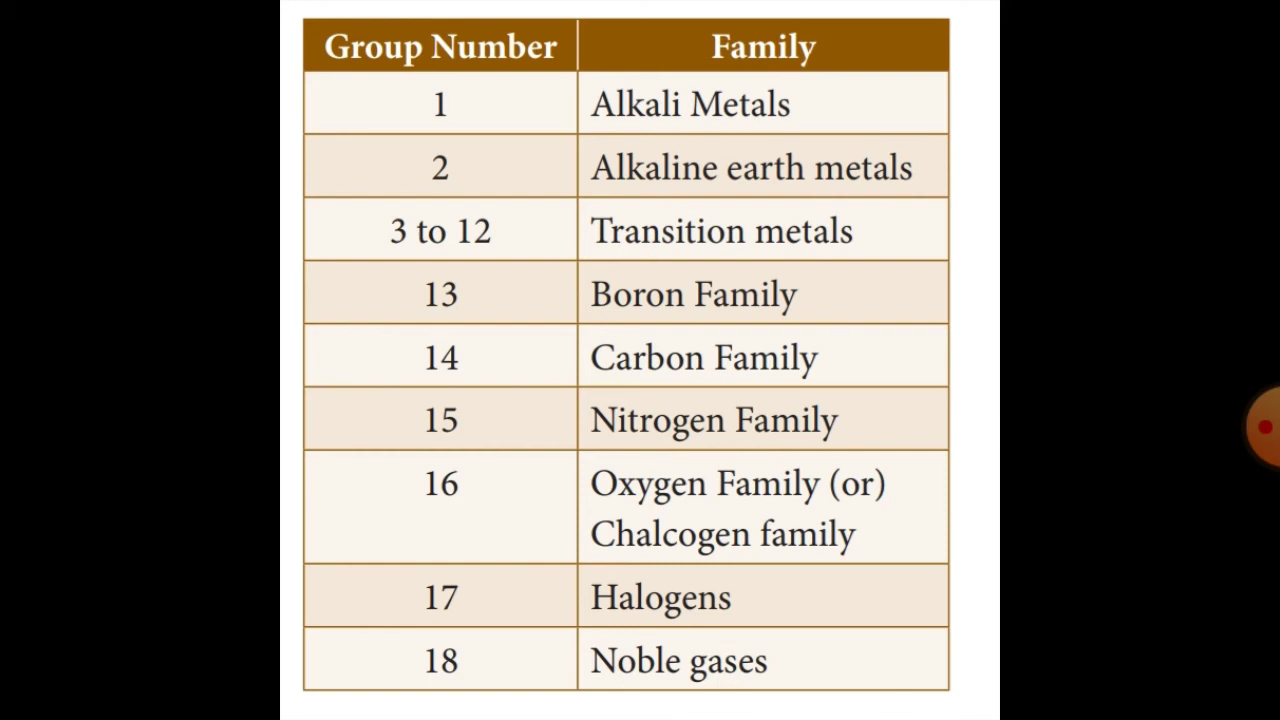 Group Number Family
1 Alkali Metals
2 Alkaline earth metals
3 to 12 Transition metals
13 Boron Family
14 Carbon Family
15 Nitrogen Family
16 Oxygen Family (or)
Chalcogen family
17 Halogens
18 Noble gases